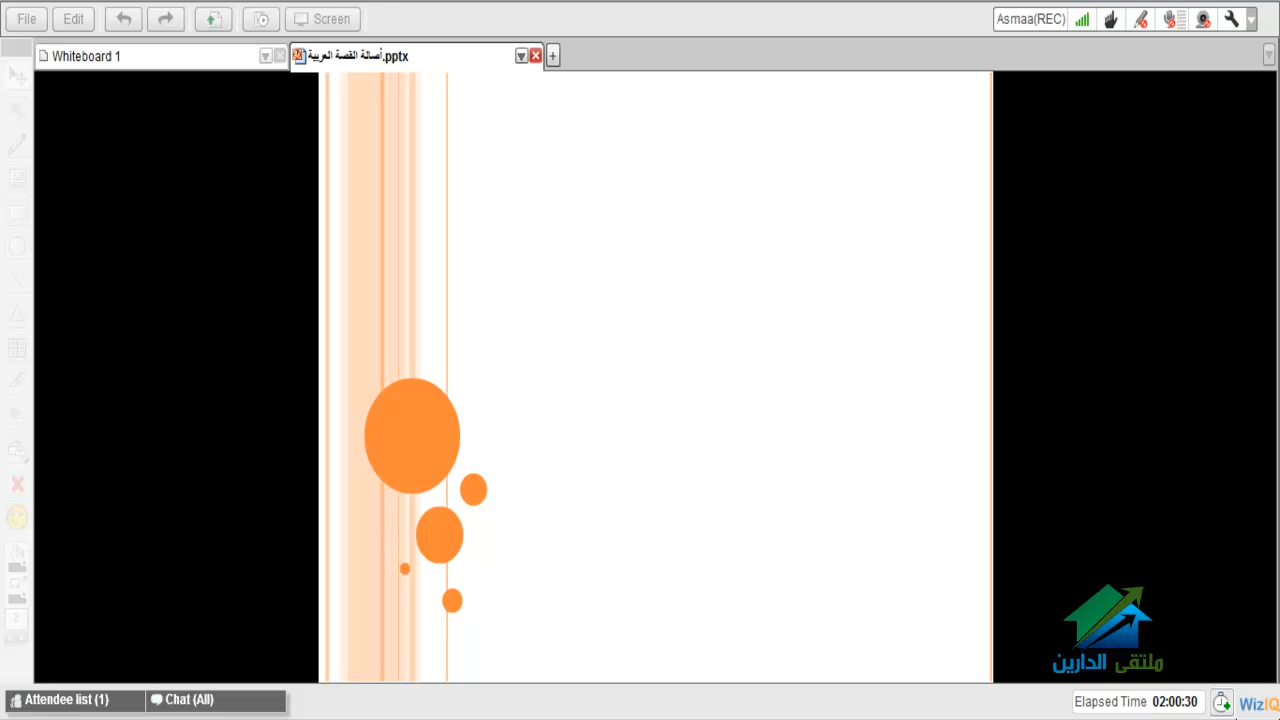 File
Edit
Screen
Asmaa(REC)
Whiteboard 1
أصالة القصة العربية.pptx
ملتقى الدارين
Attendee list (1)
Chat (All)
Elapsed Time 02:00:30
WizIQ